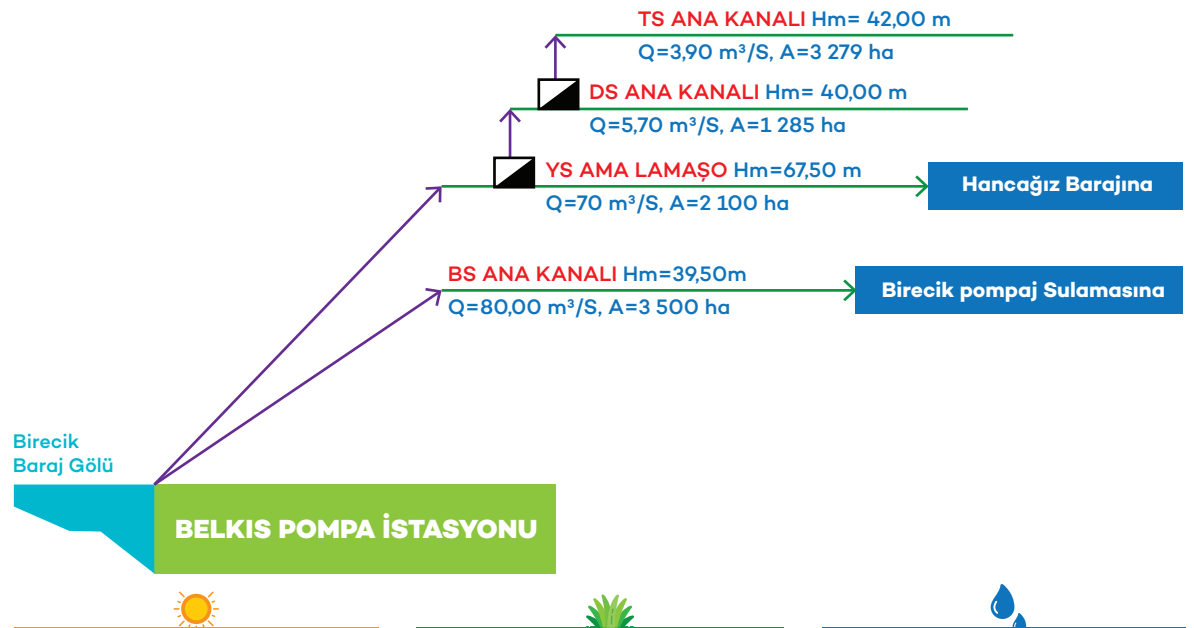 TS ANA KANALI Hm= 42,00 m
Q=3,90 m³/S, A=3 279 ha
DS ANA KANALI Hm= 40,00 m
Q=5,70 m³/S, A=1 285 ha
YS AMA LAMAŞO Hm=67,50 m
Q=70 m³/S, A=2 100 ha
Hancağız Barajına
BS ANA KANALI Hm=39,50m
Q=80,00 m³/S, A=3 500 ha
Birecik pompaj Sulamasına
Birecik
Baraj Gölü
BELKIS POMPA İSTASYONU